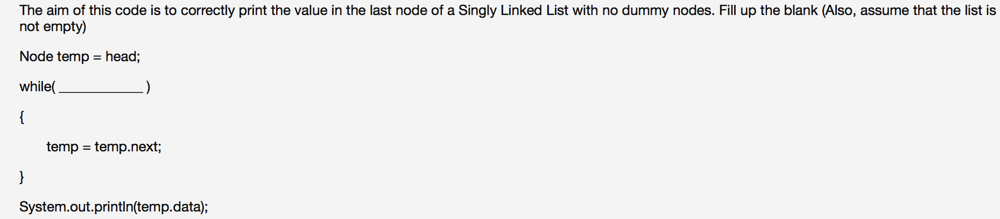 The aim of this code is to correctly print the value in the last node of a Singly Linked List with no dummy nodes. Fill up the blank (Also, assume that the list is
not empty)
Node temp = head;
while( ____________ )
{
temp = temp.next;
}
System.out.println(temp.data);